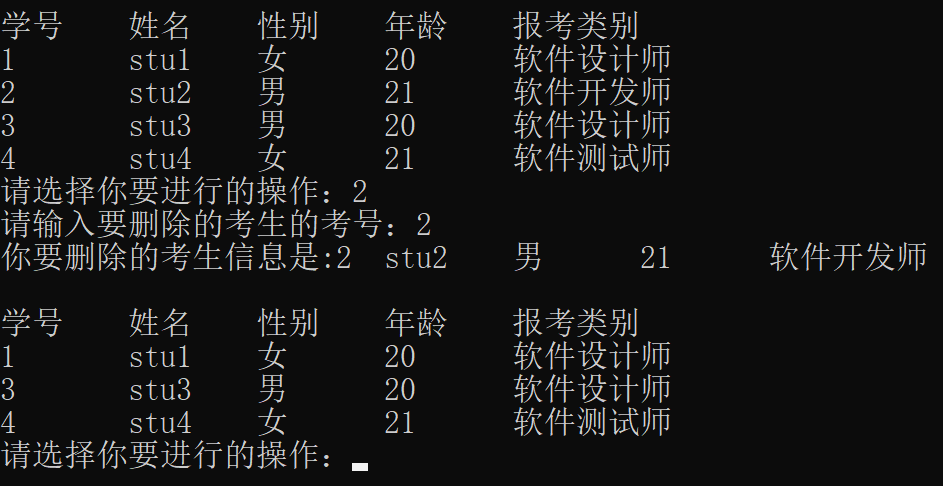 学号 姓名 性别 年龄 报考类别
1 stu1 女 20 软件设计师
2 stu2 男 21 软件开发师
3 stu3 男 20 软件设计师
4 stu4 女 21 软件测试师
请选择你要进行的操作：2
请输入要删除的考生的考号：2
你要删除的考生信息是:2 stu2 男 21 软件开发师
学号 姓名 性别 年龄 报考类别
1 stu1 女 20 软件设计师
3 stu3 男 20 软件设计师
4 stu4 女 21 软件测试师
请选择你要进行的操作：